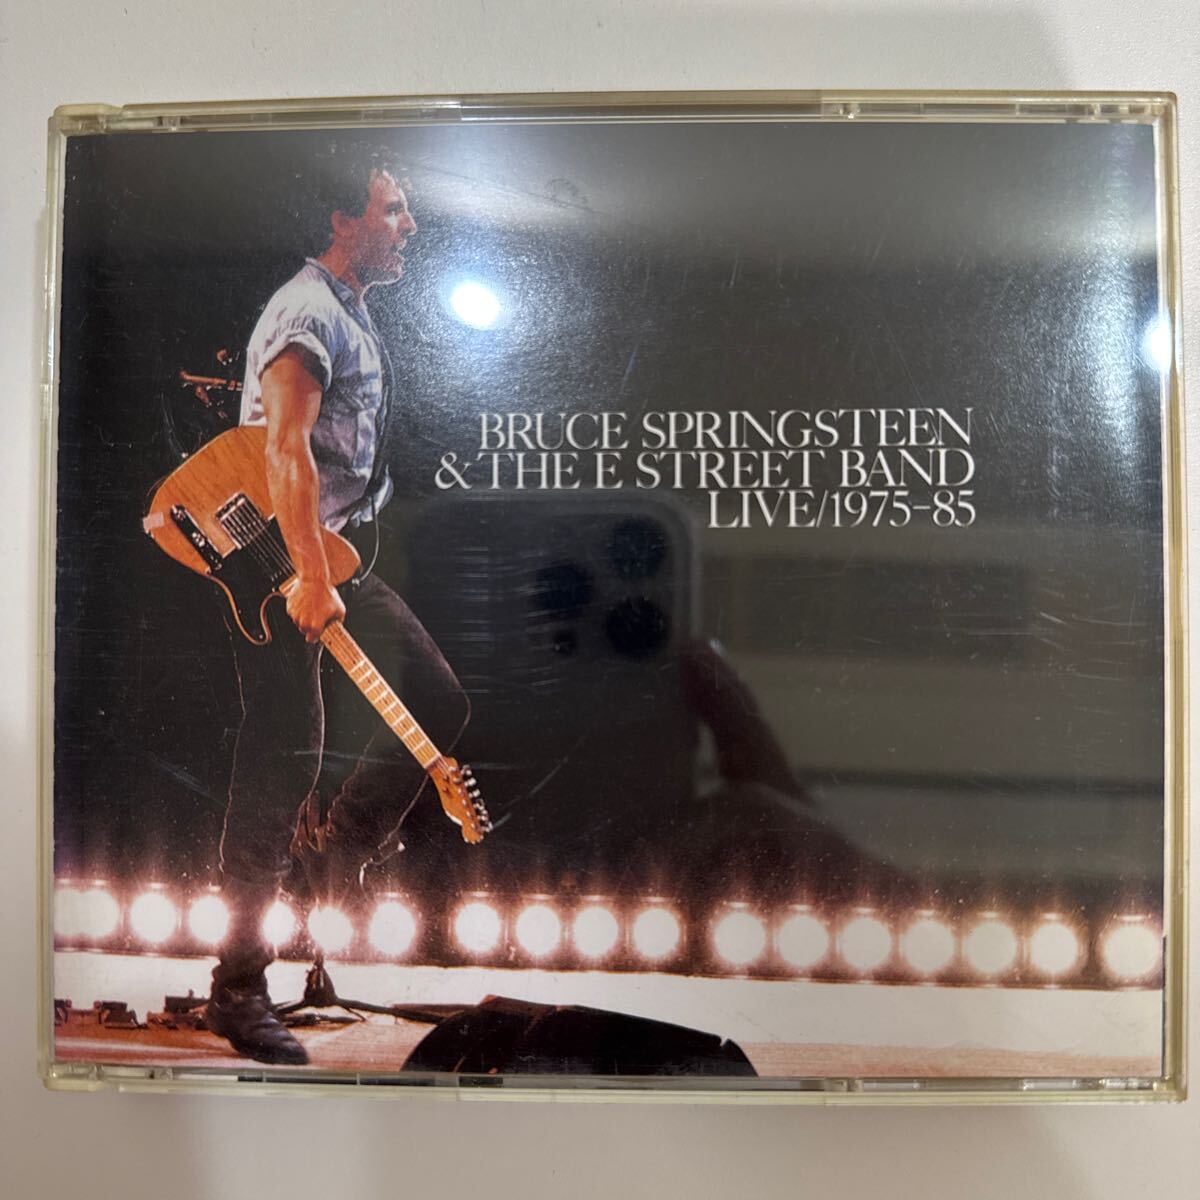 BRUCE SPRINGSTEEN
& THE E STREET BAND
LIVE/1975-85